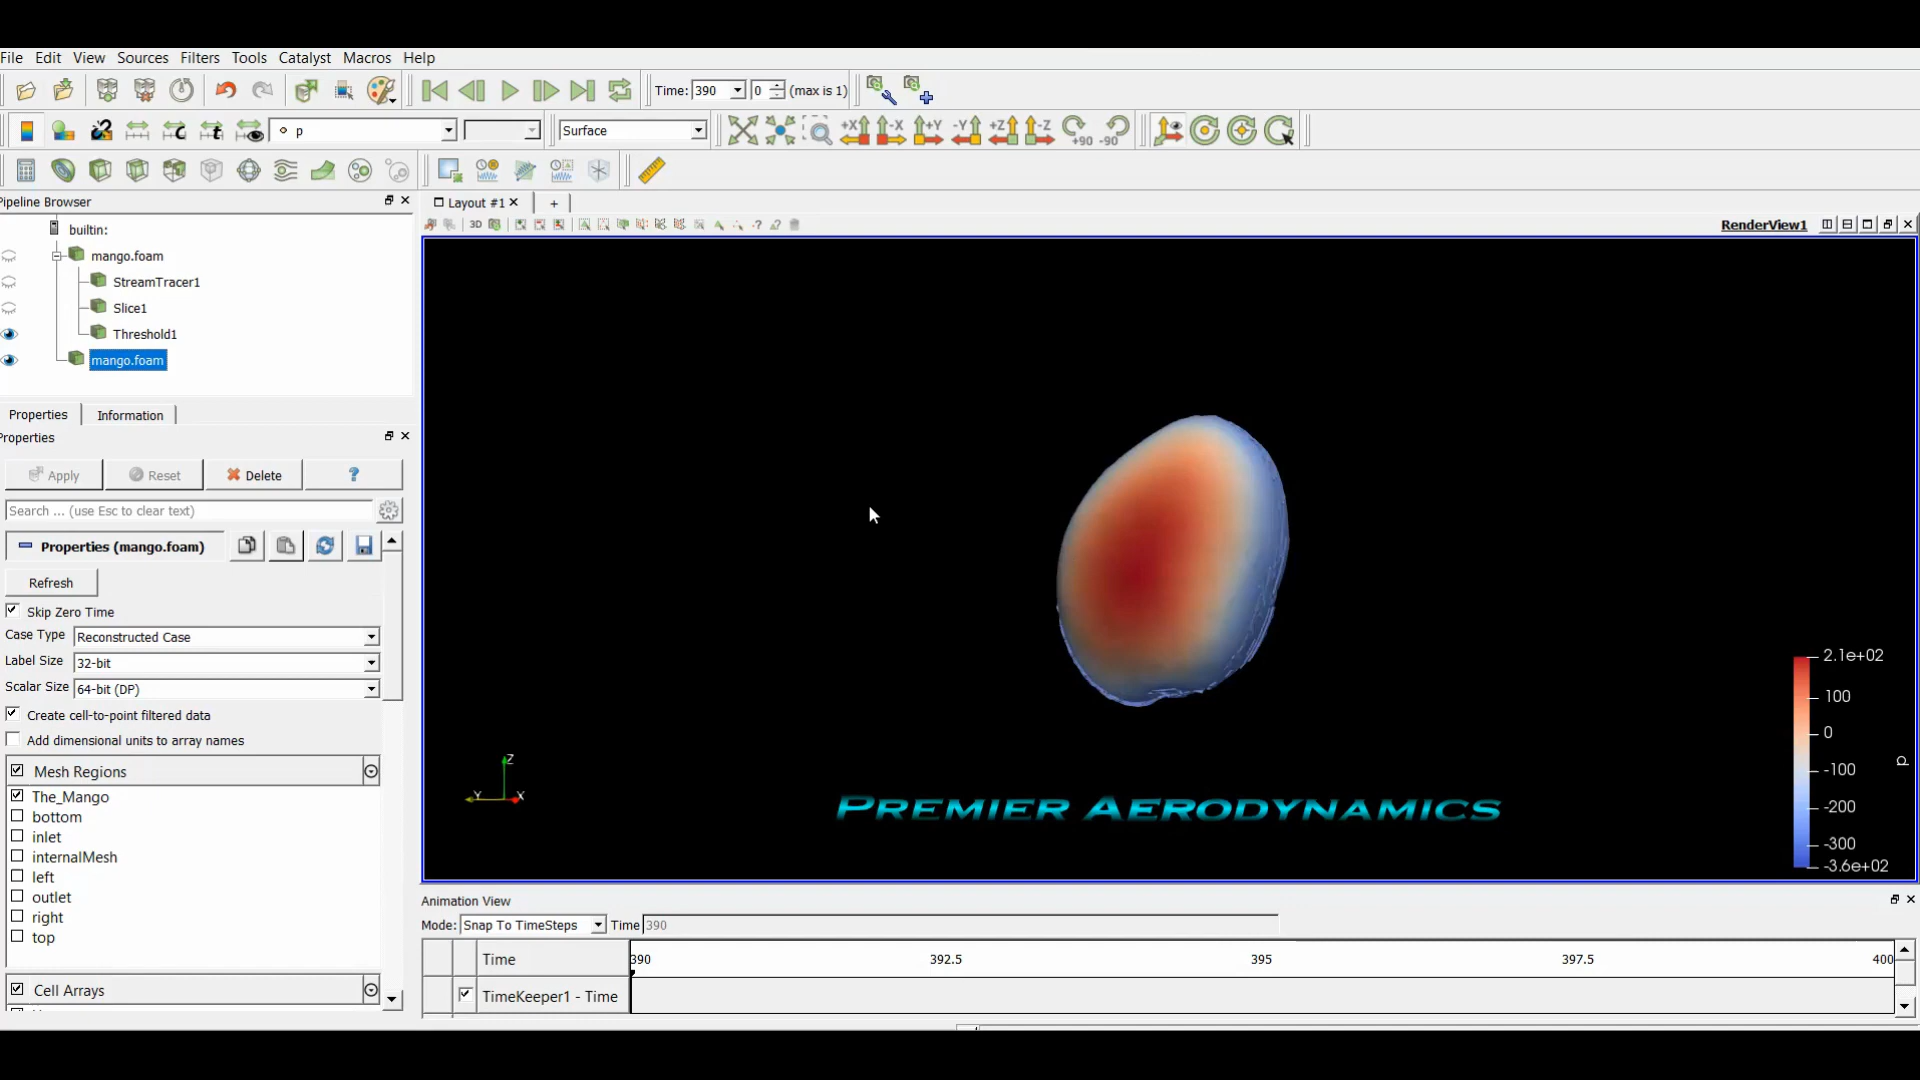 File Edit View Sources Filters Tools Catalyst Macros Help
Time: 390 0 (max is 1)
p Surface +X -X +Y -Y +Z -Z +90 -90
Pipeline Browser
Layout #1 +
3D RenderView1
builtin:
mango.foam
StreamTracer1
Slice1
Threshold1
mango.foam
Properties Information
Properties
Apply Reset Delete ?
Search ... (use Esc to clear text)
Properties (mango.foam)
Refresh
Skip Zero Time
Case Type Reconstructed Case
Label Size 32-bit
Scalar Size 64-bit (DP)
Create cell-to-point filtered data
Add dimensional units to array names
Mesh Regions
The_Mango
bottom
inlet
internalMesh
left
outlet
right
top
Cell Arrays
2.1e+02
100
0
-100
-200
-300
-3.6e+02
p
Z
Y X
PREMIER AERODYNAMICS
Animation View
Mode: Snap To TimeSteps Time 390
Time 390 392.5 395 397.5 400
TimeKeeper1 - Time